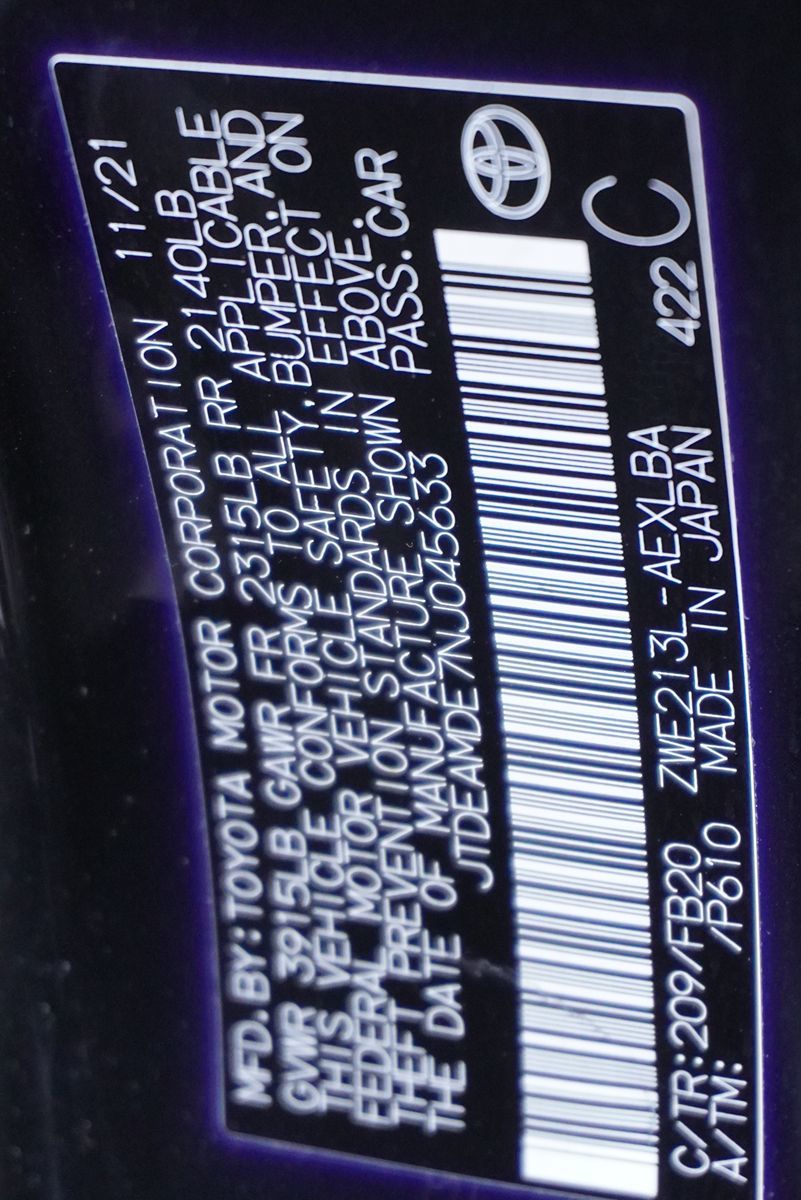 MFD. BY: TOYOTA MOTOR CORPORATION 11/21
GVWR 3915LB GAWR FR 2315LB RR 2140LB
THIS VEHICLE CONFORMS TO ALL APPLICABLE
FEDERAL MOTOR VEHICLE SAFETY, BUMPER, AND
THEFT PREVENTION STANDARDS IN EFFECT ON
THE DATE OF MANUFACTURE SHOWN ABOVE.
JTDEAMDE7NJ045633 PASS. CAR
C/TR: 209/FB20 ZWE213L-AEXLBA 422 C
A/TM: /P610 MADE IN JAPAN